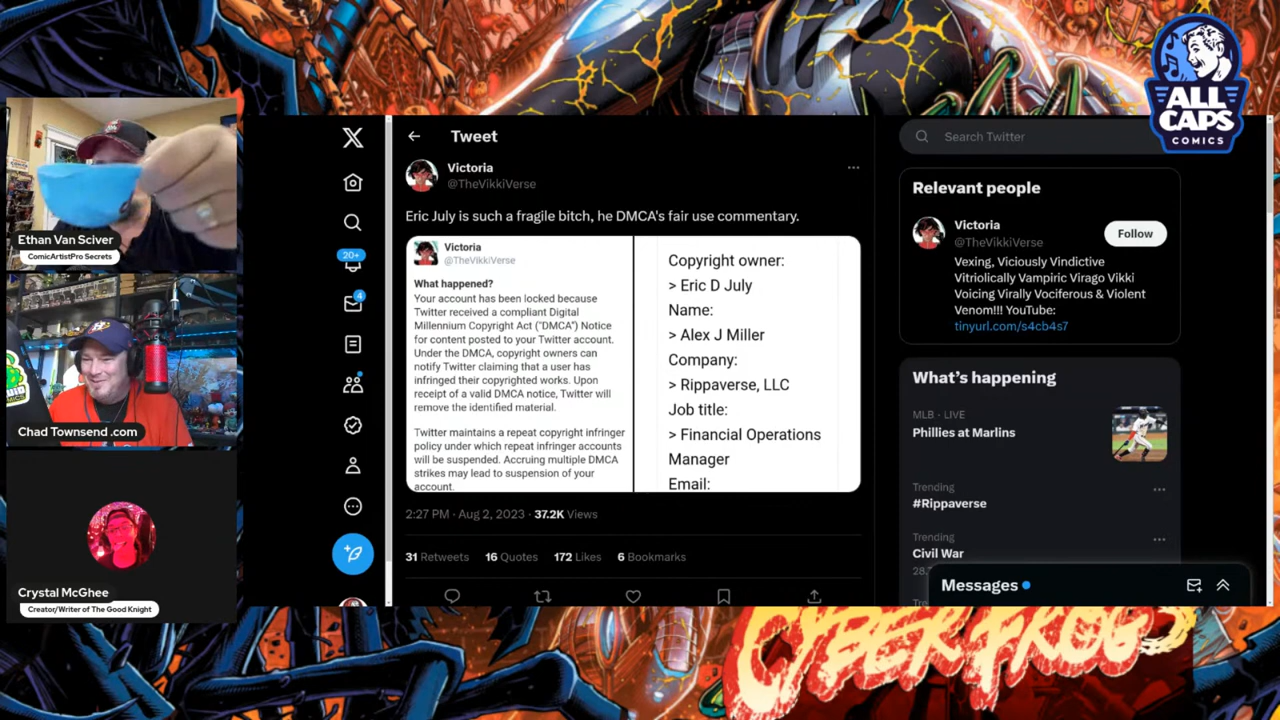 ALL
CAPS
COMICS
Ethan Van Sciver
ComicArtistPro Secrets
Chad Townsend .com
Crystal McGhee
Creator/Writer of The Good Knight
X
20+
4
Tweet
Victoria
@TheVikkiVerse
Eric July is such a fragile bitch, he DMCA's fair use commentary.
Victoria
@TheVikkiVerse
What happened?
Your account has been locked because
Twitter received a compliant Digital
Millennium Copyright Act ("DMCA") Notice
for content posted to your Twitter account.
Under the DMCA, copyright owners can
notify Twitter claiming that a user has
infringed their copyrighted works. Upon
receipt of a valid DMCA notice, Twitter will
remove the identified material.
Twitter maintains a repeat copyright infringer
policy under which repeat infringer accounts
will be suspended. Accruing multiple DMCA
strikes may lead to suspension of your
account.
Copyright owner:
> Eric D July
Name:
> Alex J Miller
Company:
> Rippaverse, LLC
Job title:
> Financial Operations
Manager
Email:
2:27 PM · Aug 2, 2023 · 37.2K Views
31 Retweets 16 Quotes 172 Likes 6 Bookmarks
Search Twitter
Relevant people
Victoria
@TheVikkiVerse
Follow
Vexing, Viciously Vindictive
Vitriolically Vampiric Virago Vikki
Voicing Virally Vociferous & Violent
Venom!!! YouTube:
tinyurl.com/s4cb4s7
What's happening
MLB · LIVE
Phillies at Marlins
Trending
#Rippaverse
Trending
Civil War
28.
Messages
CYBERFROG